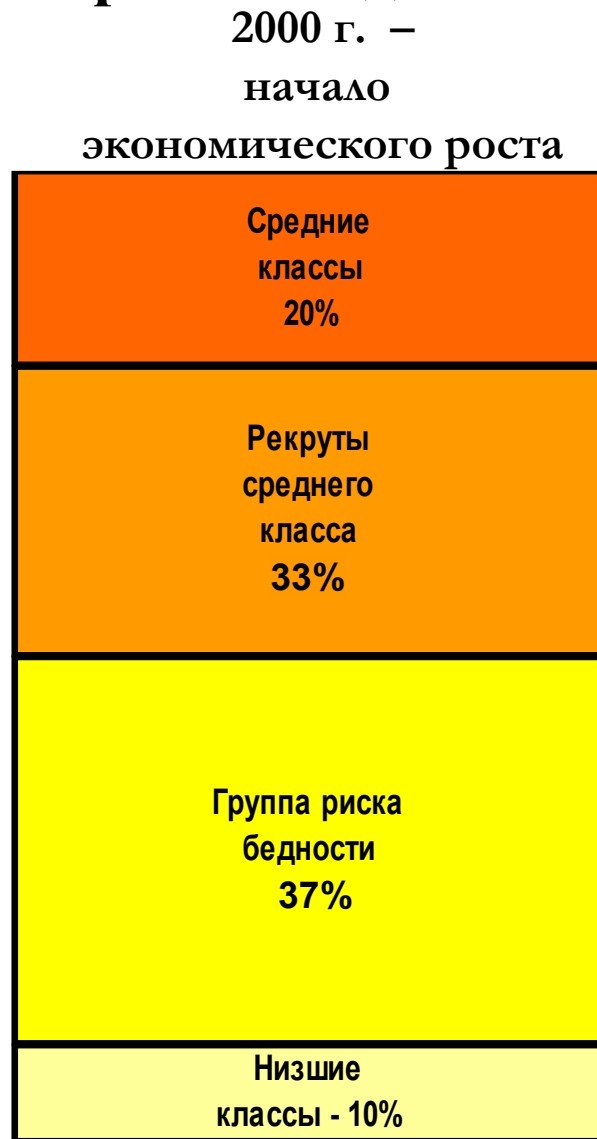 2000 г. –
начало
экономического роста
Средние
классы
20%
Рекруты
среднего
класса
33%
Группа риска
бедности
37%
Низшие
классы - 10%